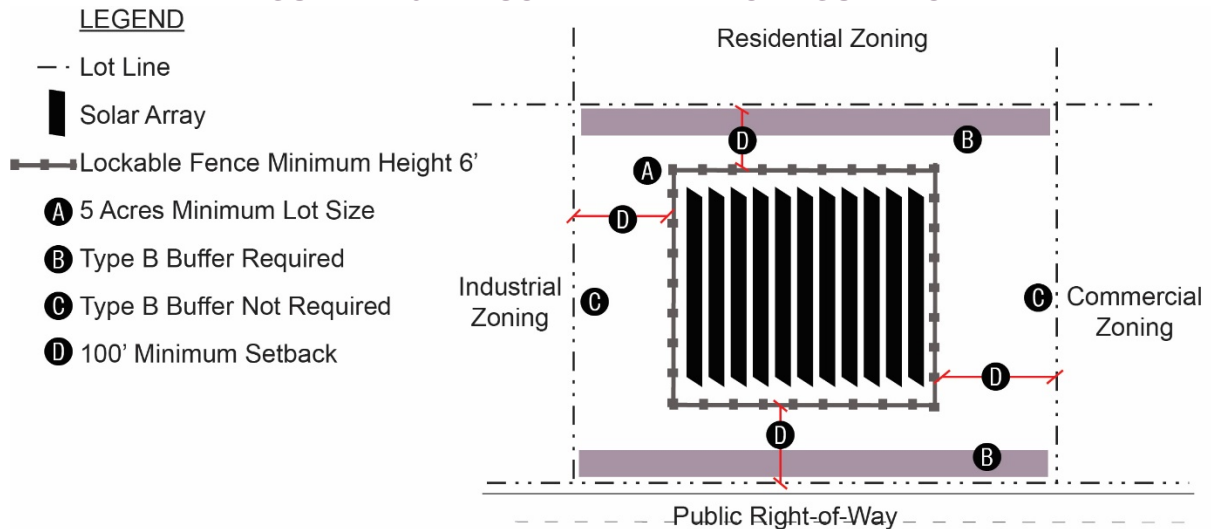 LEGEND
Lot Line
Solar Array
Lockable Fence Minimum Height 6'
A 5 Acres Minimum Lot Size
B Type B Buffer Required
C Type B Buffer Not Required
D 100' Minimum Setback
Residential Zoning
D
B
A
D
Industrial
Zoning
C
C
Commercial
Zoning
D
D
B
Public Right-of-Way